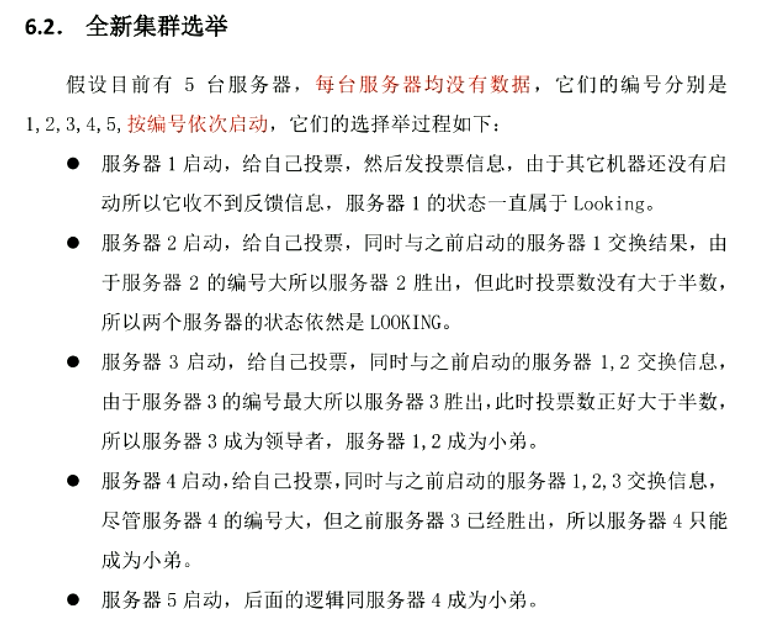 6.2. 全新集群选举
假设目前有 5 台服务器，每台服务器均没有数据，它们的编号分别是
1,2,3,4,5,按编号依次启动，它们的选择举过程如下：
● 服务器 1 启动，给自己投票，然后发投票信息，由于其它机器还没有启
动所以它收不到反馈信息，服务器 1 的状态一直属于 Looking。
● 服务器 2 启动，给自己投票，同时与之前启动的服务器 1 交换结果，由
于服务器 2 的编号大所以服务器 2 胜出，但此时投票数没有大于半数，
所以两个服务器的状态依然是 LOOKING。
● 服务器 3 启动，给自己投票，同时与之前启动的服务器 1,2 交换信息，
由于服务器 3 的编号最大所以服务器 3 胜出，此时投票数正好大于半数，
所以服务器 3 成为领导者，服务器 1,2 成为小弟。
● 服务器 4 启动，给自己投票，同时与之前启动的服务器 1,2,3 交换信息，
尽管服务器 4 的编号大，但之前服务器 3 已经胜出，所以服务器 4 只能
成为小弟。
● 服务器 5 启动，后面的逻辑同服务器 4 成为小弟。